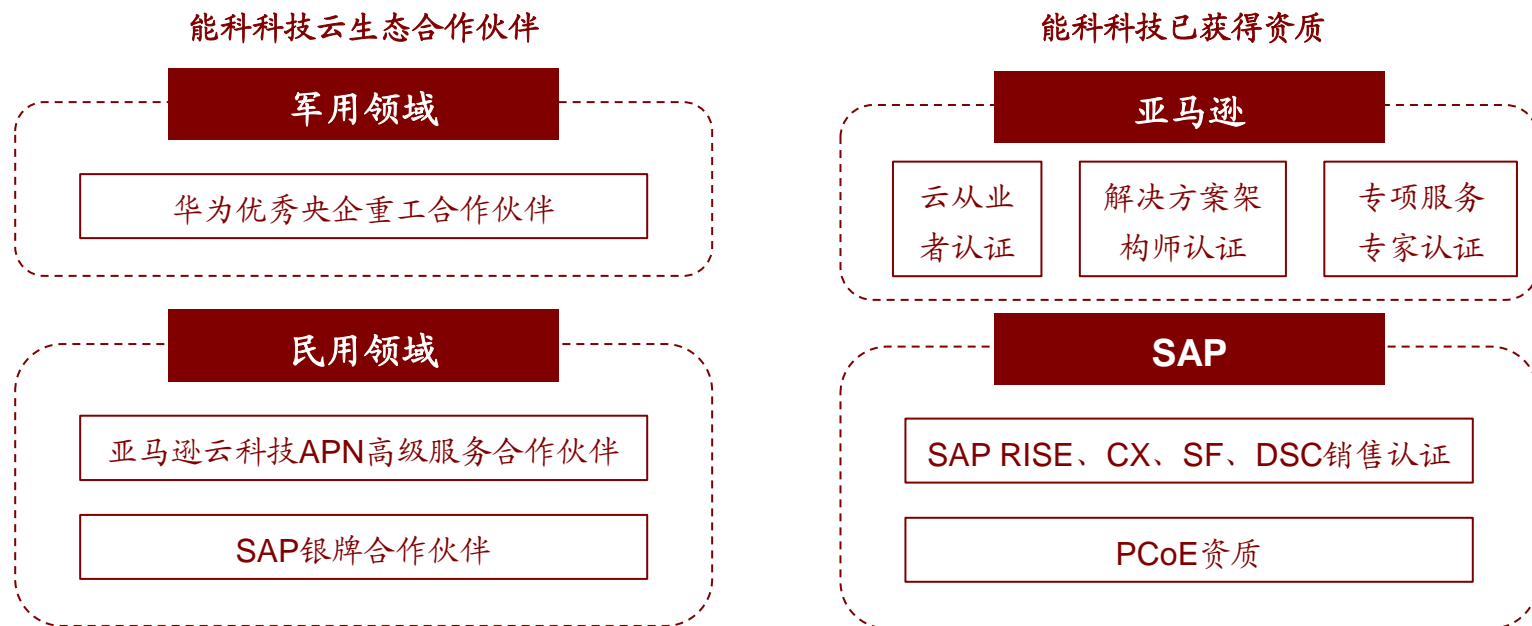 能科科技云生态合作伙伴
军用领域
华为优秀央企重工合作伙伴
民用领域
亚马逊云科技APN高级服务合作伙伴
SAP银牌合作伙伴
能科科技已获得资质
亚马逊
云从业
者认证
解决方案架
构师认证
专项服务
专家认证
SAP
SAP RISE、CX、SF、DSC销售认证
PCoE资质